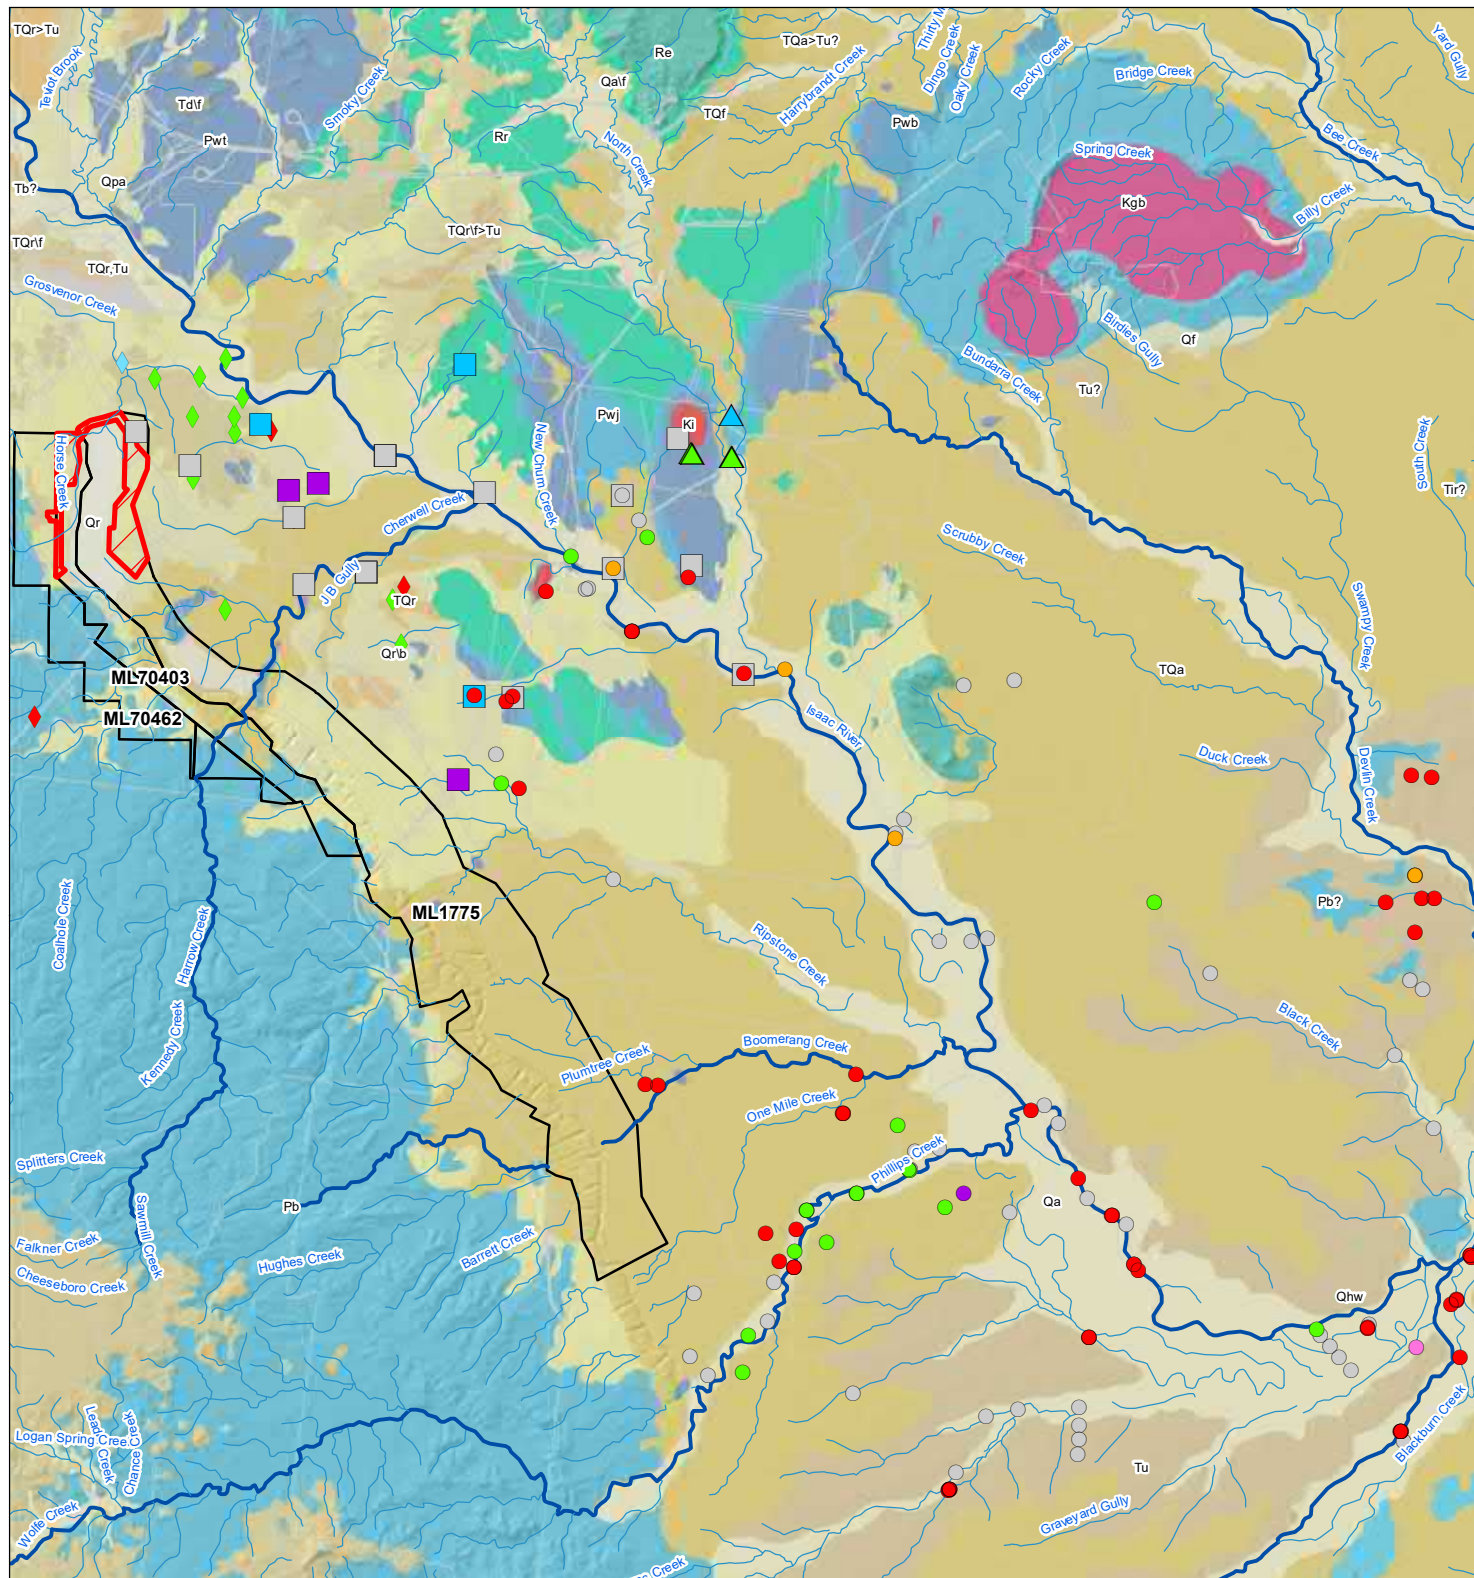 TQr>Tu
Teviot Brook
Td\f
Pwt
Smoky Creek
Re
Qa\f
TQa>Tu?
Harrybrandt Creek
Dingo Creek
Oaky Creek
Rocky Creek
Bridge Creek
Yard Gully
TQf
Pwb
Rr
North Creek
Bee Creek
Spring Creek
Qpa
Tb?
Kgb
Billy Creek
TQr\f
TQr\f>Tu
TQr,Tu
Grosvenor Creek
Birdies Gully
Qf
Bundarra Creek
Tu?
Pwj
Ki
New Chum Creek
Horse Creek
South Creek
Tir?
Cherwell Creek
Qr
Scrubby Creek
J B Gully
TQr
Swampy Creek
Qr\b
TQa
ML70403
ML70462
Isaac River
Duck Creek
Devlin Creek
Pb?
ML1775
Coalhole Creek
Harrow Creek
Ripstone Creek
Black Creek
Kennedy Creek
Boomerang Creek
Plumtree Creek
One Mile Creek
Splitters Creek
Phillips Creek
Qa
Pb
Sawmill Creek
Falkner Creek
Hughes Creek
Barrett Creek
Cheeseboro Creek
Qhw
Blackburn Creek
Logan Spring Cree
Chance Creek
Tu
Wolfe Creek
Graveyard Gully
Creek